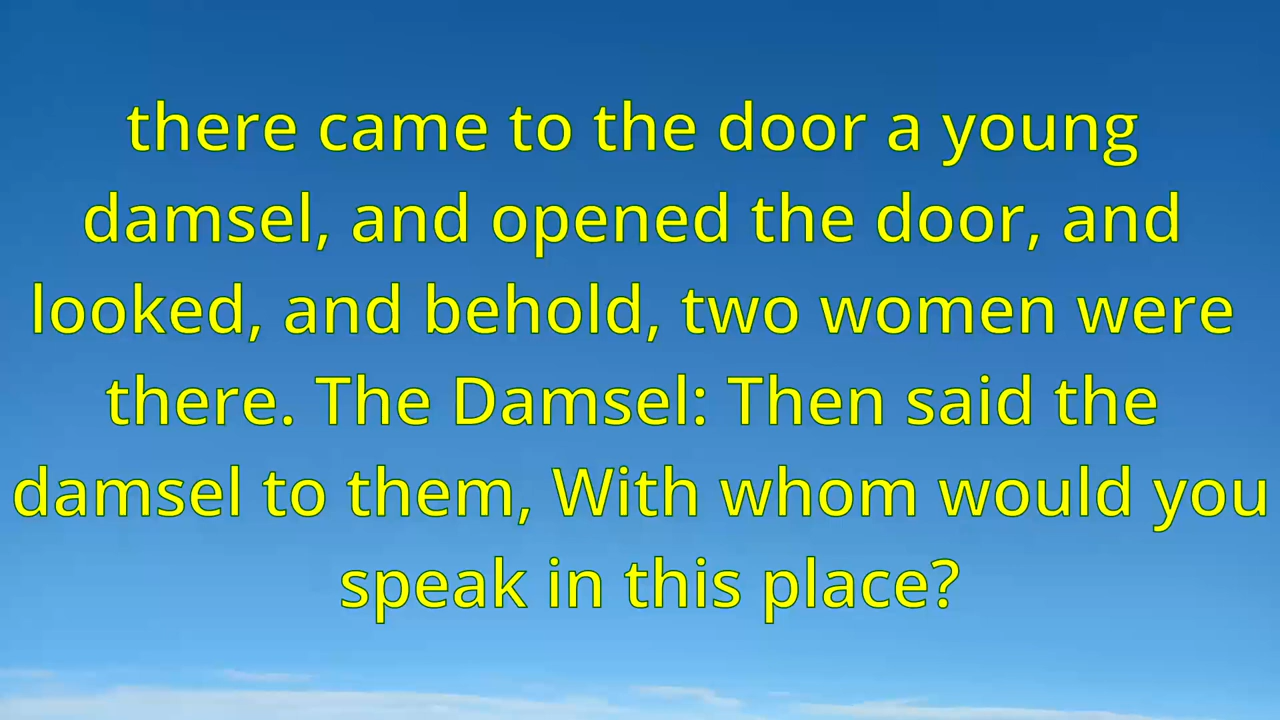 there came to the door a young
damsel, and opened the door, and
looked, and behold, two women were
there. The Damsel: Then said the
damsel to them, With whom would you
speak in this place?